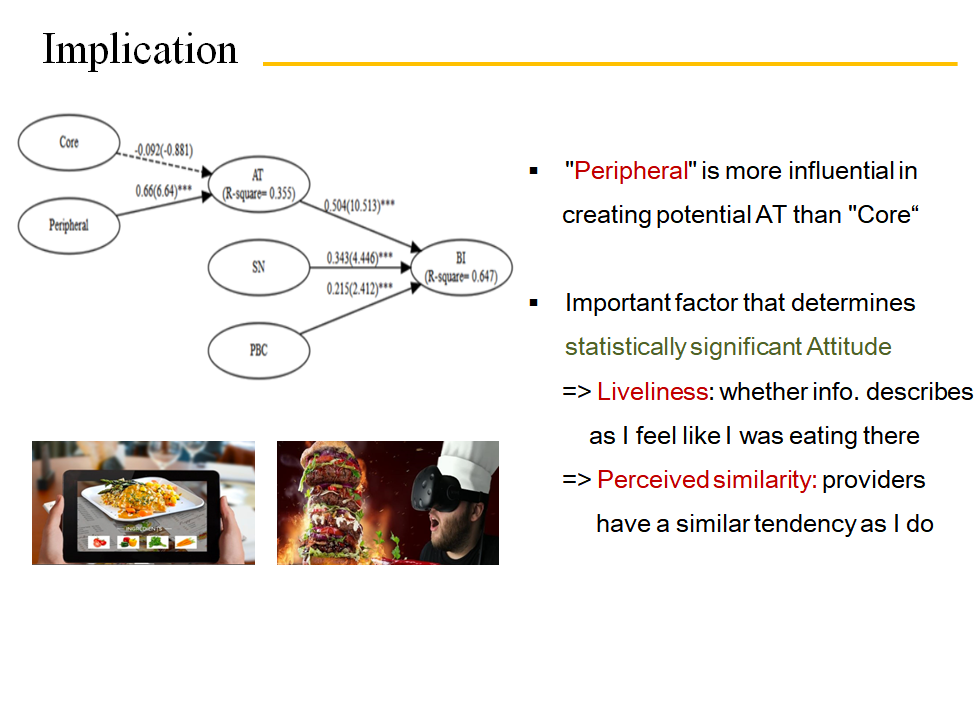 Implication
Core
-0.092(-0.881)
AT
(R-square= 0.355)
0.66(6.64)***
Peripheral
0.504(10.513)***
SN
0.343(4.446)***
BI
(R-square= 0.647)
0.215(2.412)***
PBC
▪ "Peripheral" is more influential in
creating potential AT than "Core“
▪ Important factor that determines
statistically significant Attitude
=> Liveliness: whether info. describes
as I feel like I was eating there
=> Perceived similarity: providers
have a similar tendency as I do
INGREDIENTS